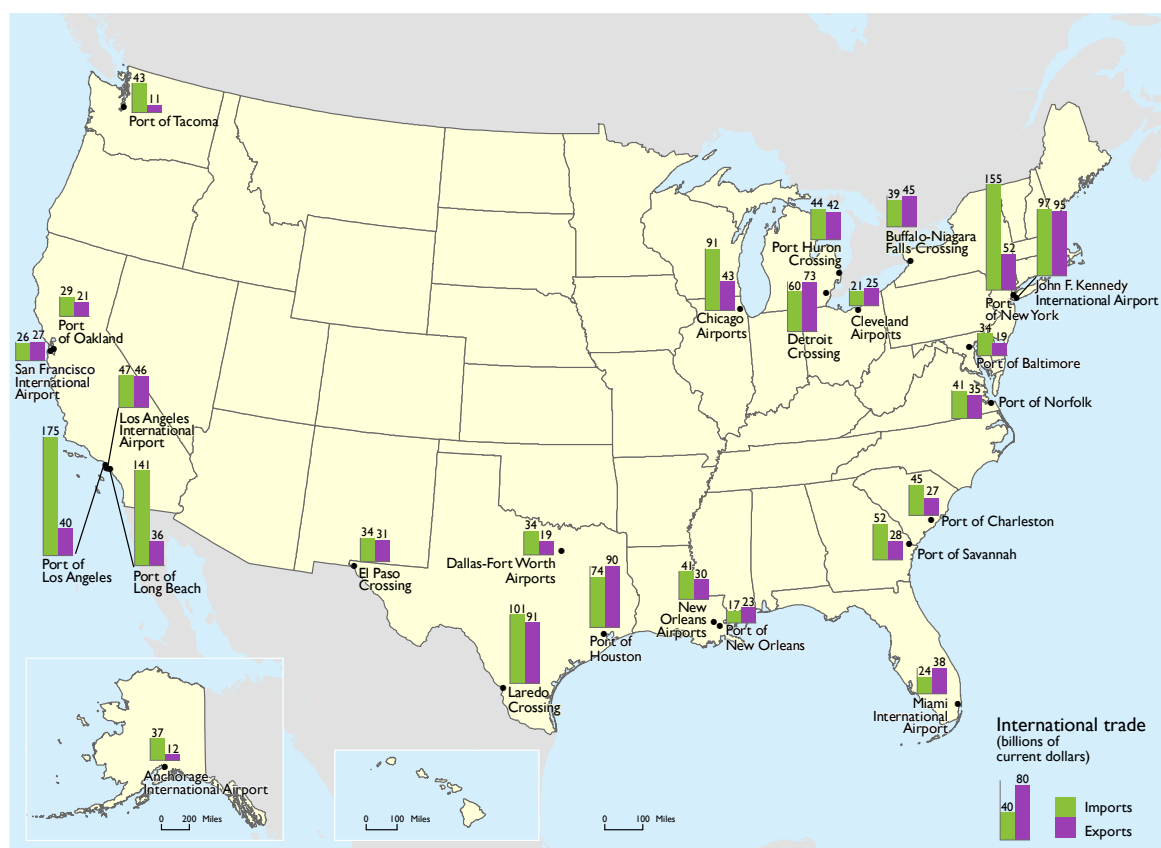 43
11
Port of Tacoma
155
39
45
Buffalo-Niagara
Falls Crossing
97
95
52
John F. Kennedy
International Airport
Port
of New York
44
42
Port Huron
Crossing
91
43
Chicago
Airports
60
73
Detroit
Crossing
21
25
Cleveland
Airports
34
19
Port of Baltimore
29
21
Port
of Oakland
26
27
San Francisco
International
Airport
47
46
Los Angeles
International
Airport
41
35
Port of Norfolk
175
40
Port of
Los Angeles
141
36
Port of
Long Beach
45
27
Port of Charleston
52
28
Port of Savannah
34
31
El Paso
Crossing
34
19
Dallas-Fort Worth
Airports
74
90
Port of
Houston
41
30
New
Orleans
Airports
17
23
Port of
New Orleans
101
91
Laredo
Crossing
24
38
Miami
International
Airport
37
12
Anchorage
International Airport
0 200 Miles
0 100 Miles
0 100 Miles
International trade
(billions of
current dollars)
80
40
Imports
Exports